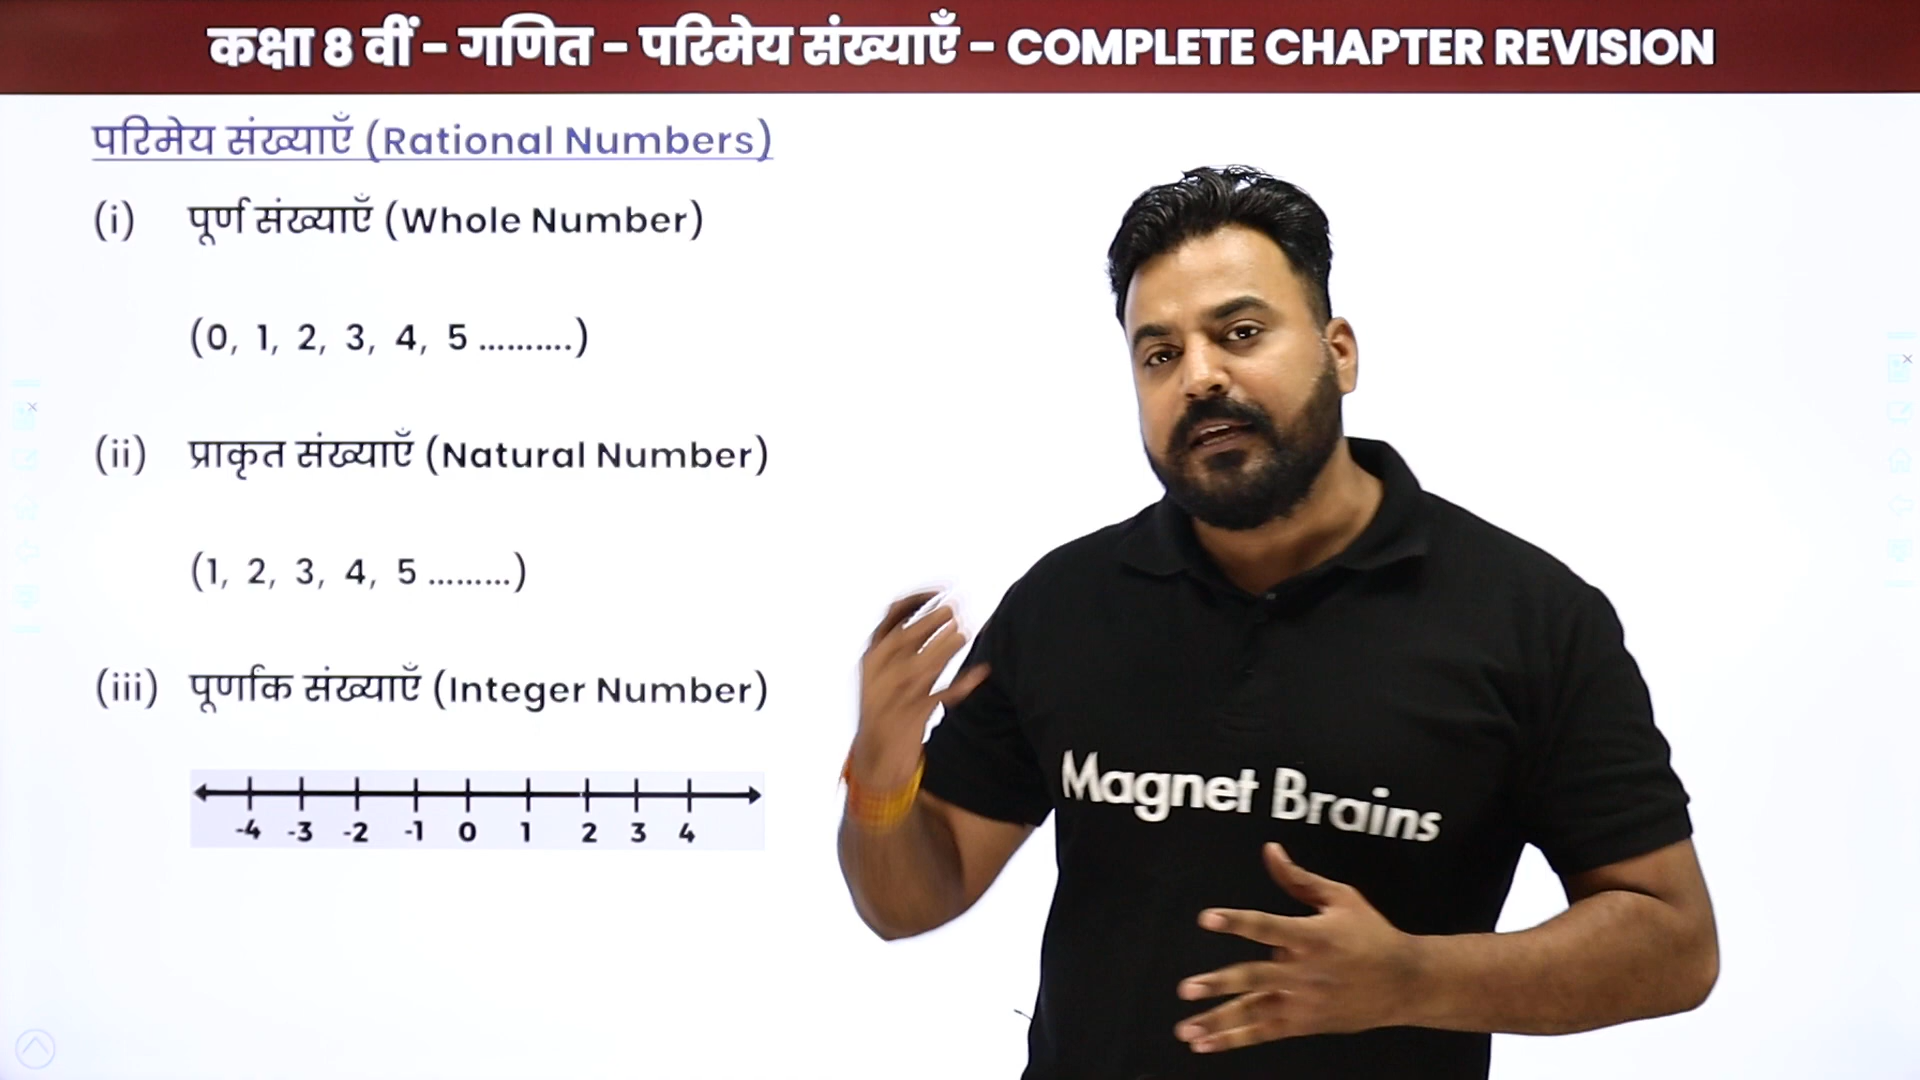 कक्षा 8 वीं – गणित – परिमेय संख्याएँ – COMPLETE CHAPTER REVISION
परिमेय संख्याएँ (Rational Numbers)
(i) पूर्ण संख्याएँ (Whole Number)
(0, 1, 2, 3, 4, 5 ..........)
(ii) प्राकृत संख्याएँ (Natural Number)
(1, 2, 3, 4, 5 .........)
(iii) पूर्णाक संख्याएँ (Integer Number)
-4 -3 -2 -1 0 1 2 3 4
Magnet Brains